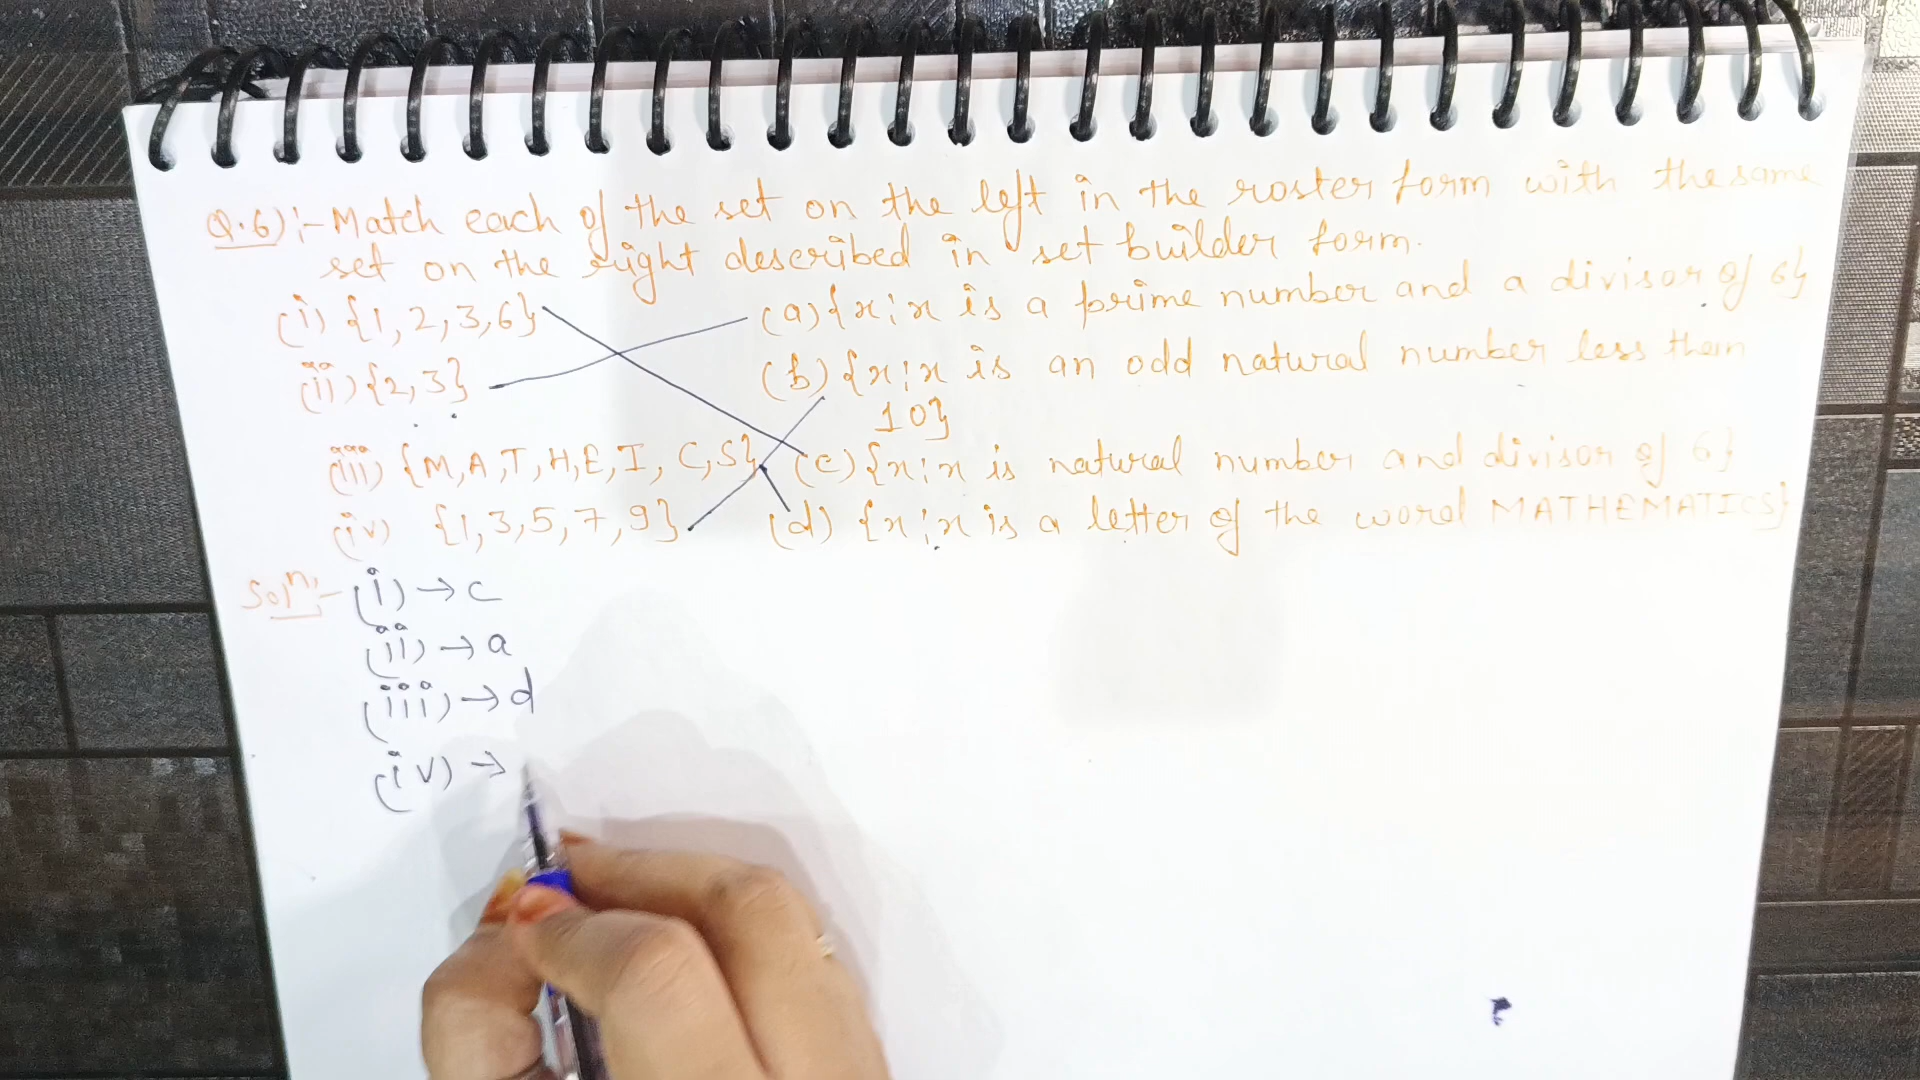 Q.6):- Match each of the set on the left in the roster form with the same
set on the right described in set builder form.
(i) {1, 2, 3, 6} (a) {x : x is a prime number and a divisor of 6}
(ii) {2, 3} (b) {x : x is an odd natural number less than
10}
(iii) {M, A, T, H, E, I, C, S} (c) {x : x is natural number and divisor of 6}
(iv) {1, 3, 5, 7, 9} (d) {x : x is a letter of the word MATHEMATICS}
Soln:- (i) → c
(ii) → a
(iii) → d
(iv) →